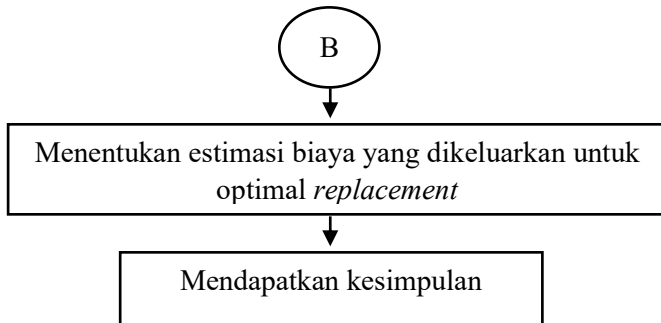 B
Menentukan estimasi biaya yang dikeluarkan untuk
optimal replacement
Mendapatkan kesimpulan